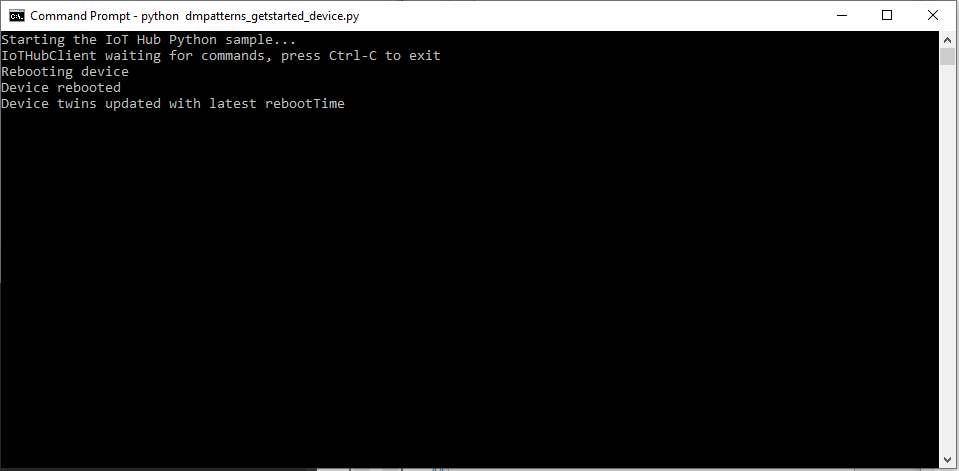 Command Prompt - python  dmpatterns_getstarted_device.py
Starting the IoT Hub Python sample...
IoTHubClient waiting for commands, press Ctrl-C to exit
Rebooting device
Device rebooted
Device twins updated with latest rebootTime